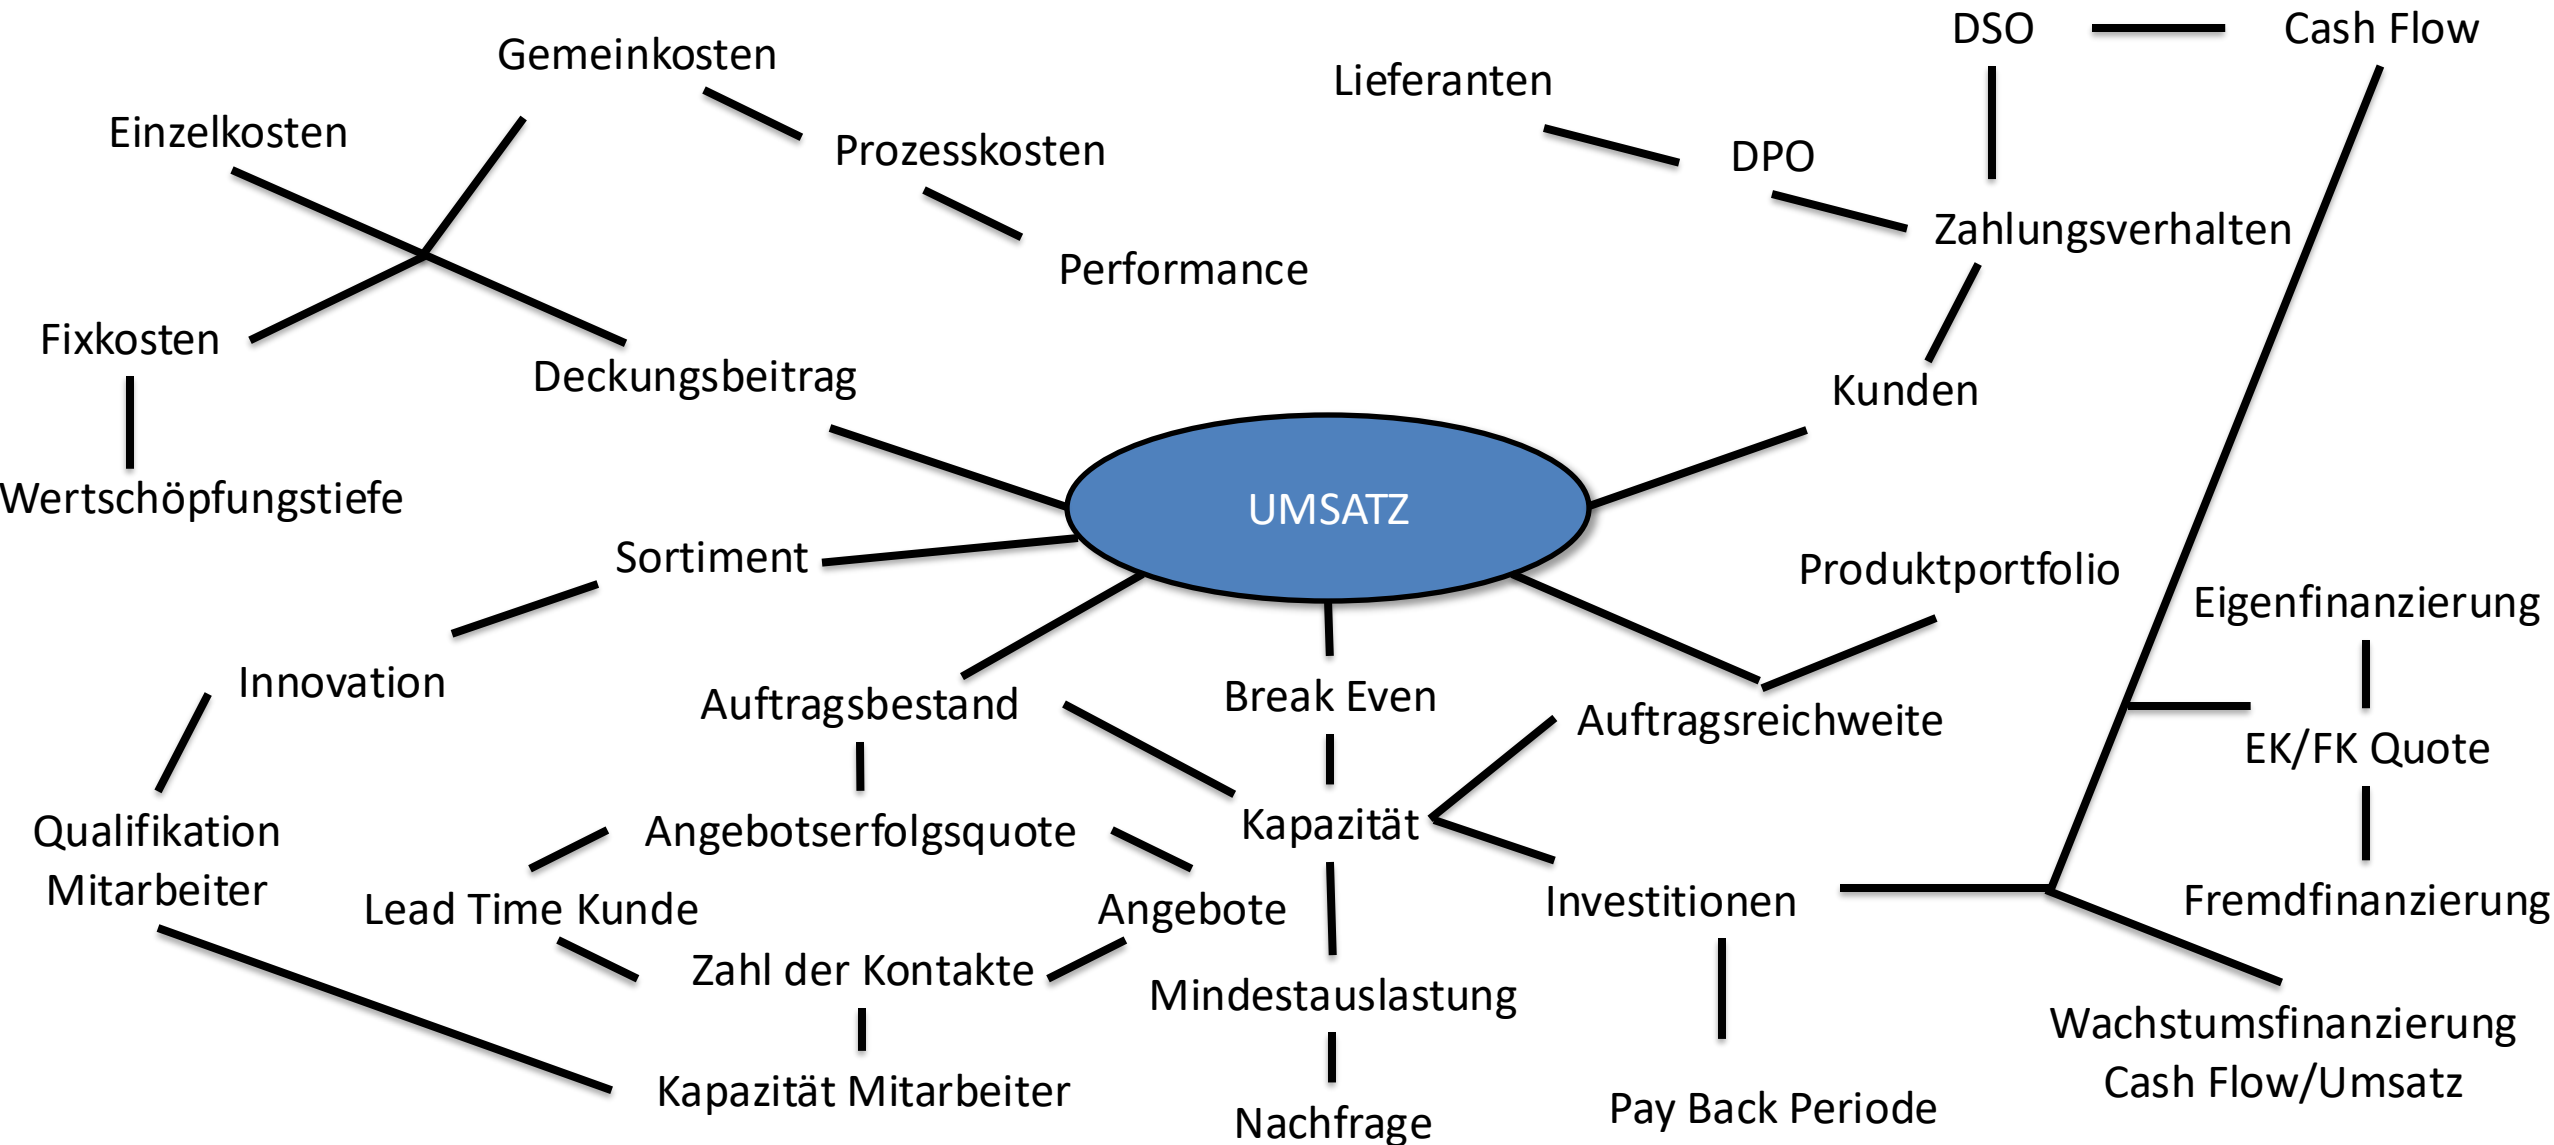 DSO
Cash Flow
Gemeinkosten
Lieferanten
Einzelkosten
Prozesskosten
DPO
Zahlungsverhalten
Performance
Fixkosten
Deckungsbeitrag
Kunden
Wertschöpfungstiefe
UMSATZ
Sortiment
Produktportfolio
Eigenfinanzierung
Innovation
Auftragsbestand
Break Even
Auftragsreichweite
EK/FK Quote
Qualifikation
Mitarbeiter
Angebotserfolgsquote
Kapazität
Lead Time Kunde
Angebote
Investitionen
Fremdfinanzierung
Zahl der Kontakte
Mindestauslastung
Wachstumsfinanzierung
Cash Flow/Umsatz
Kapazität Mitarbeiter
Nachfrage
Pay Back Periode